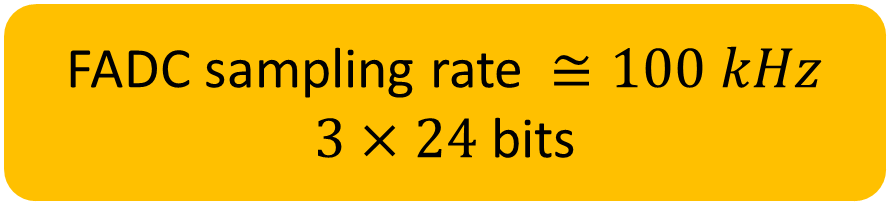 FADC sampling rate ≅ 100 kHz
3 × 24 bits